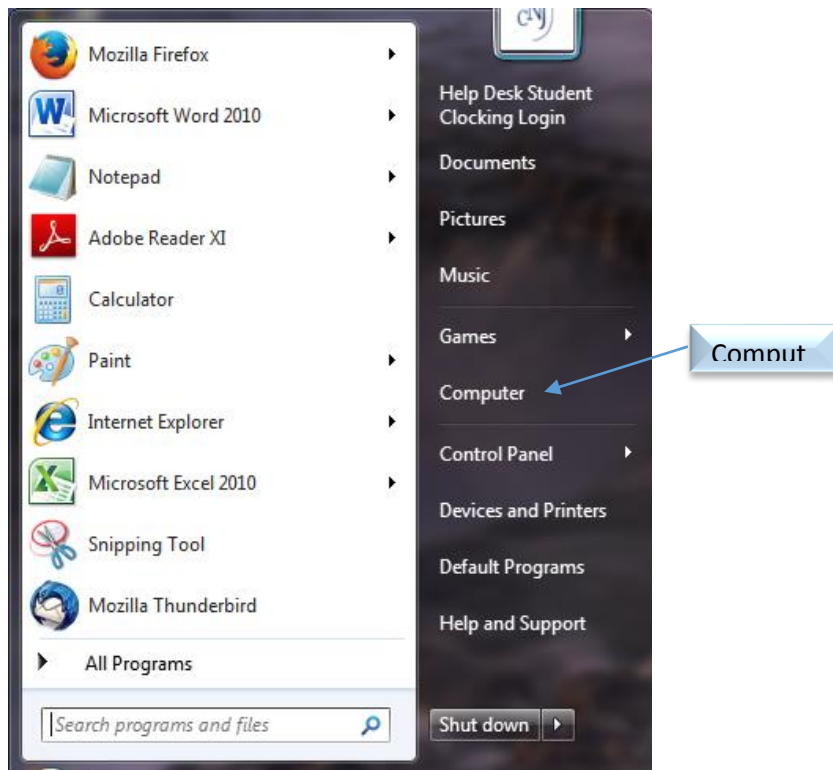 Mozilla Firefox
Microsoft Word 2010
Notepad
Adobe Reader XI
Calculator
Paint
Internet Explorer
Microsoft Excel 2010
Snipping Tool
Mozilla Thunderbird
All Programs
Search programs and files
Help Desk Student
Clocking Login
Documents
Pictures
Music
Games
Computer
Control Panel
Devices and Printers
Default Programs
Help and Support
Shut down
Comput